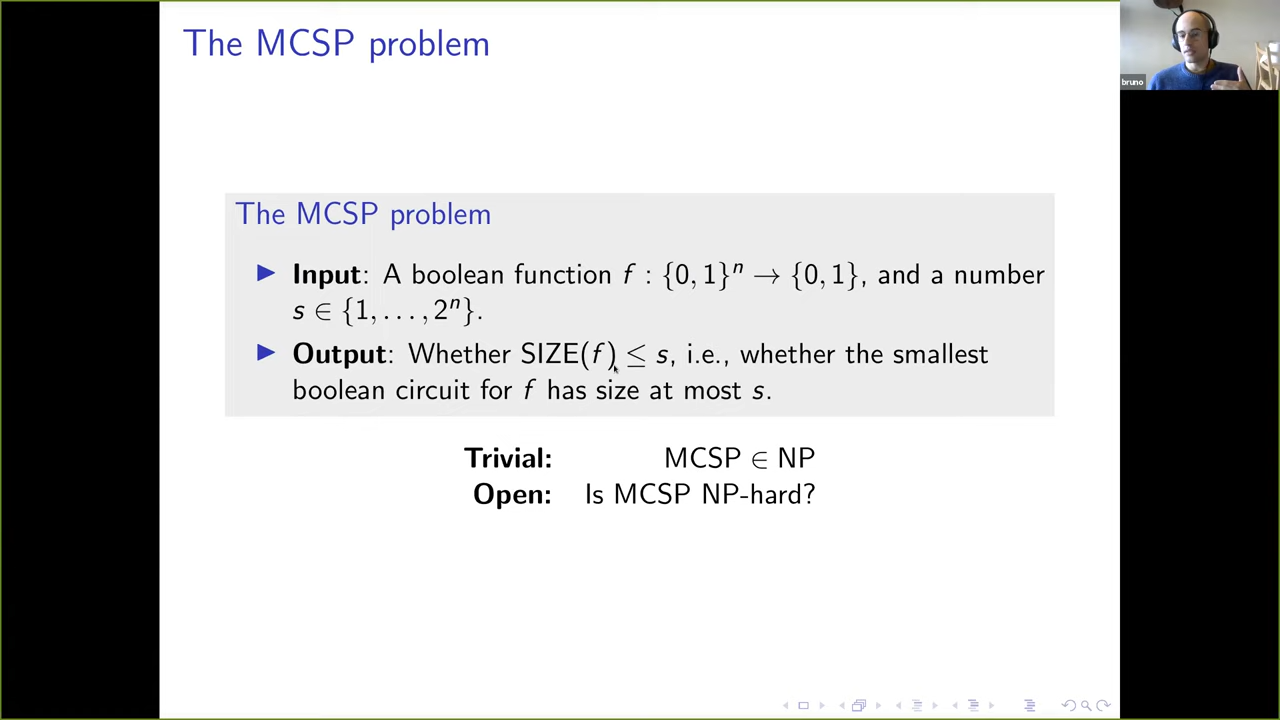 The MCSP problem
bruno
The MCSP problem
▶ Input: A boolean function f : {0, 1}ⁿ → {0, 1}, and a number
s ∈ {1, . . . , 2ⁿ}.
▶ Output: Whether SIZE(f) ≤ s, i.e., whether the smallest
boolean circuit for f has size at most s.
Trivial: MCSP ∈ NP
Open: Is MCSP NP-hard?